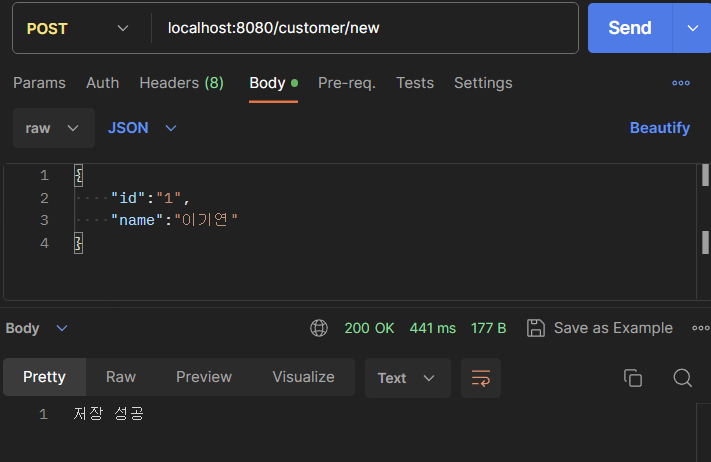 POST localhost:8080/customer/new Send
Params Auth Headers (8) Body Pre-req. Tests Settings
raw JSON Beautify
1 {
2 "id":"1",
3 "name":"이기연"
4 }
Body 200 OK 441 ms 177 B Save as Example
Pretty Raw Preview Visualize Text
1 저장 성공